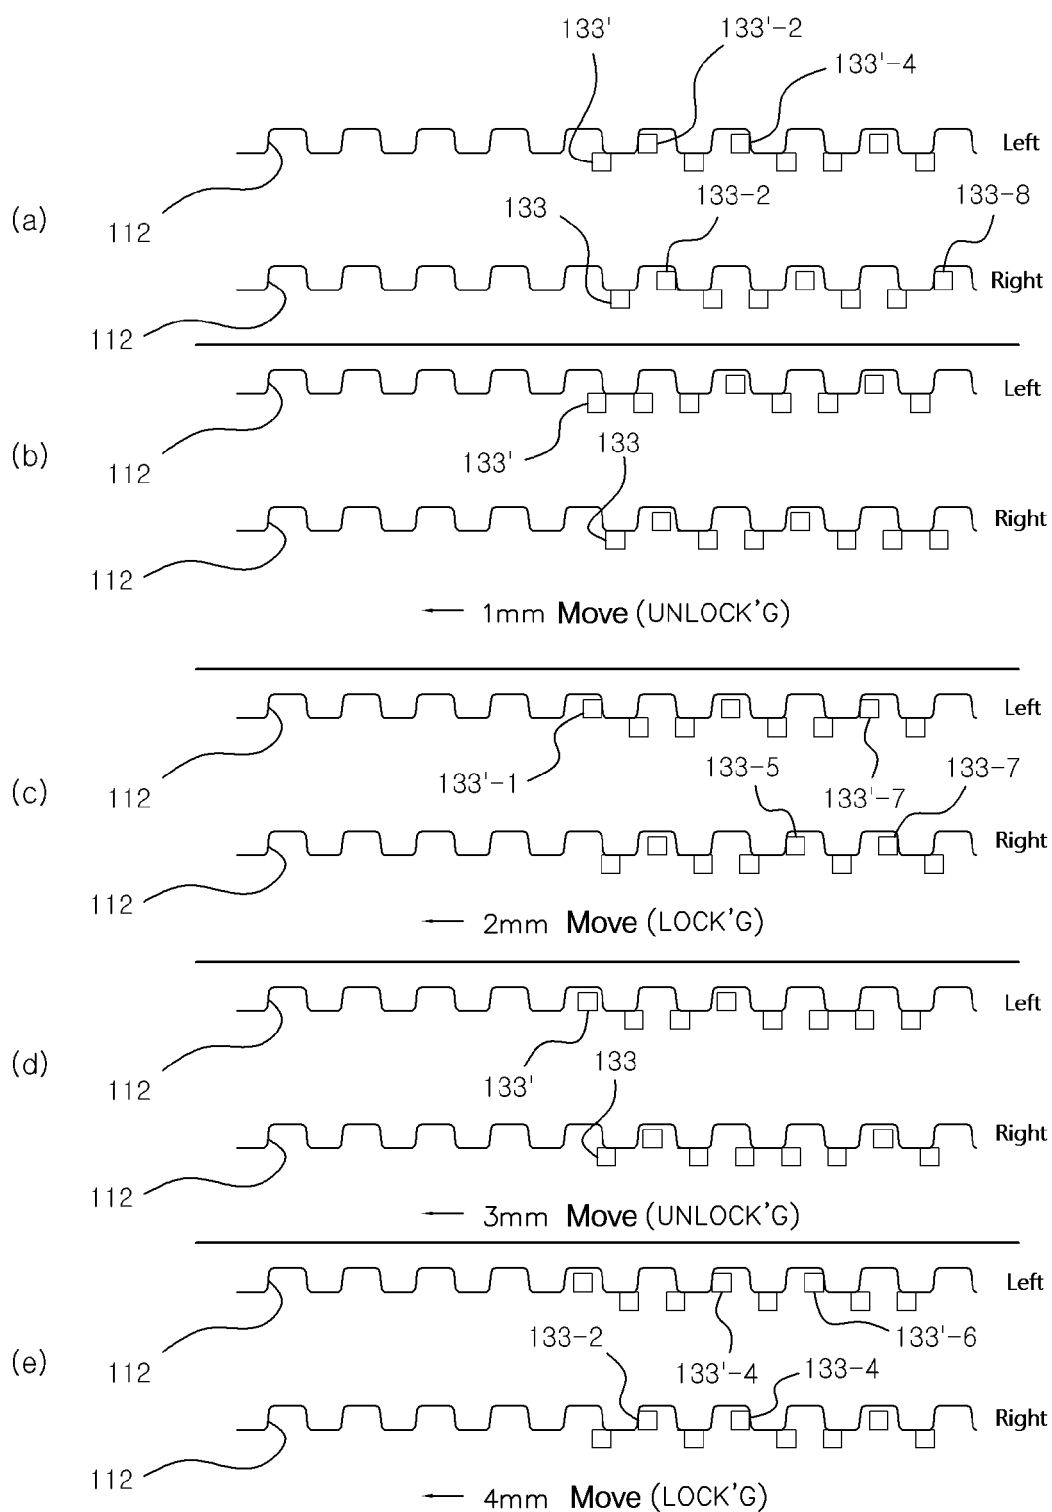 133' 133'-2
133'-4
Left
(a)
112
133 133-2 133-8
Right
112
Left
(b)
112
133' 133
Right
112
← 1mm Move (UNLOCK'G)
Left
112
133'-1 133-5 133'-7 133-7
(c)
Right
112
← 2mm Move (LOCK'G)
Left
(d)
112
133' 133
Right
112
← 3mm Move (UNLOCK'G)
Left
(e)
112
133-2 133'-4 133-4 133'-6
Right
112
← 4mm Move (LOCK'G)